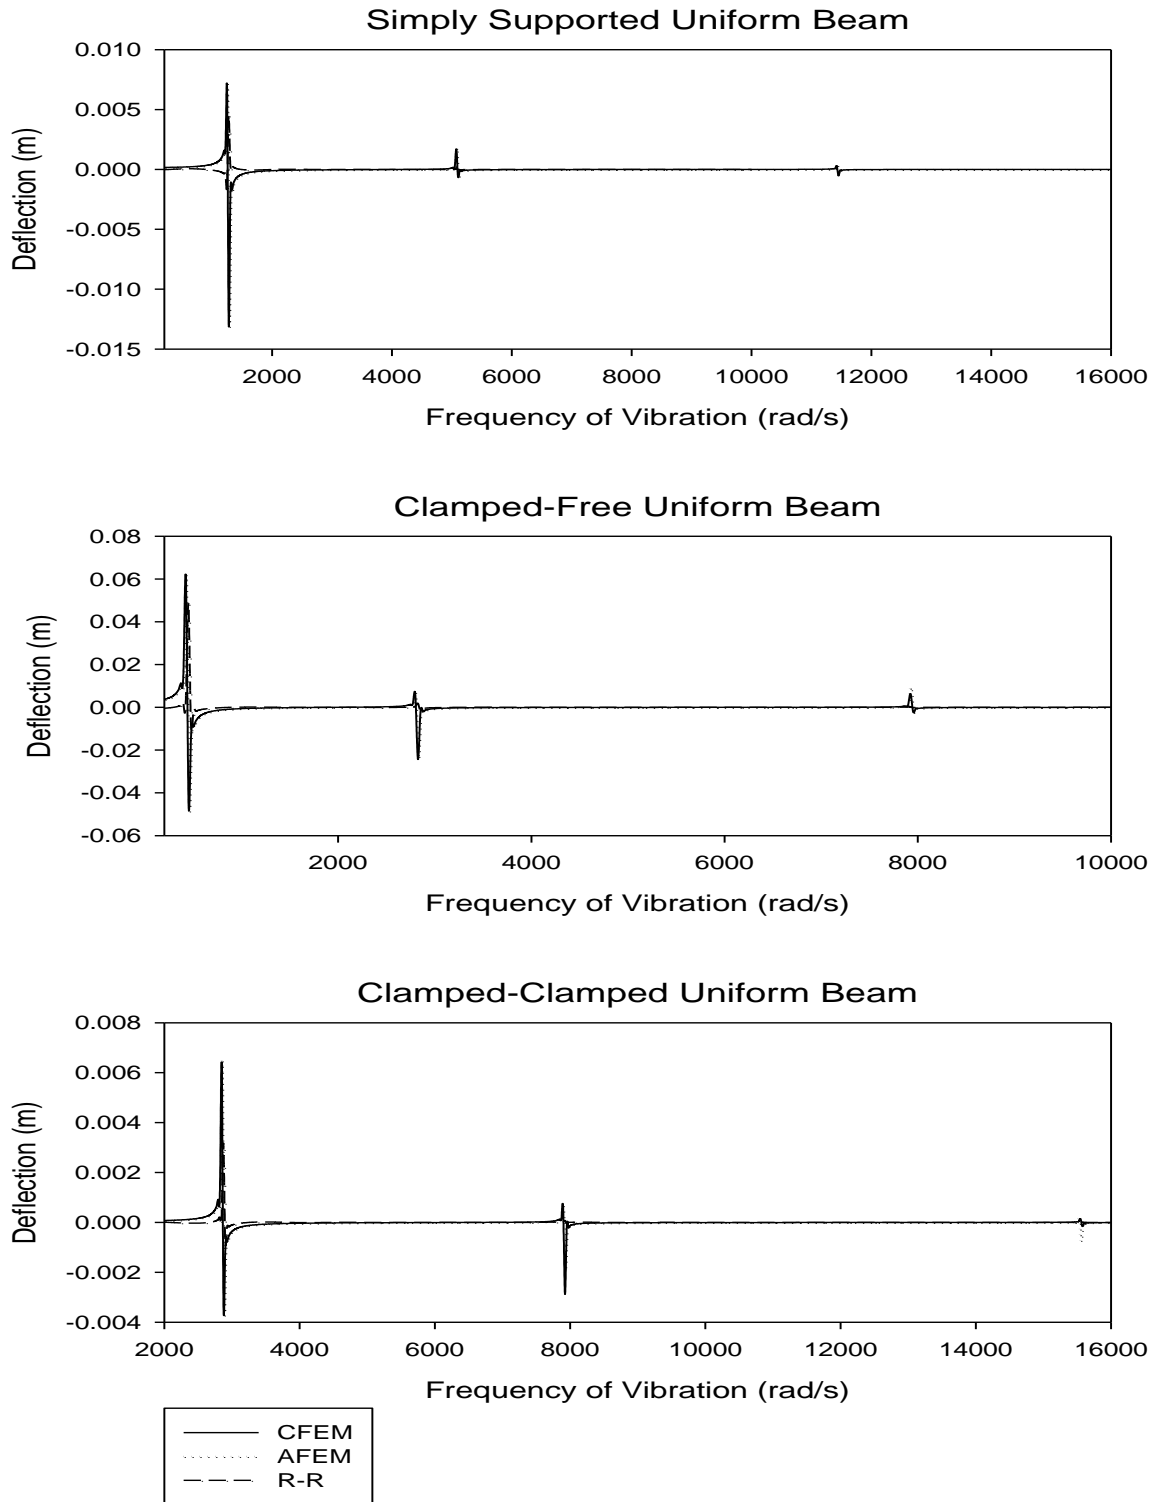 Simply Supported Uniform Beam
0.010
0.005
0.000
-0.005
-0.010
-0.015
Deflection (m)
2000 4000 6000 8000 10000 12000 14000 16000
Frequency of Vibration (rad/s)
Clamped-Free Uniform Beam
0.08
0.06
0.04
0.02
0.00
-0.02
-0.04
-0.06
Deflection (m)
2000 4000 6000 8000 10000
Frequency of Vibration (rad/s)
Clamped-Clamped Uniform Beam
0.008
0.006
0.004
0.002
0.000
-0.002
-0.004
Deflection (m)
2000 4000 6000 8000 10000 12000 14000 16000
Frequency of Vibration (rad/s)
CFEM
AFEM
R-R